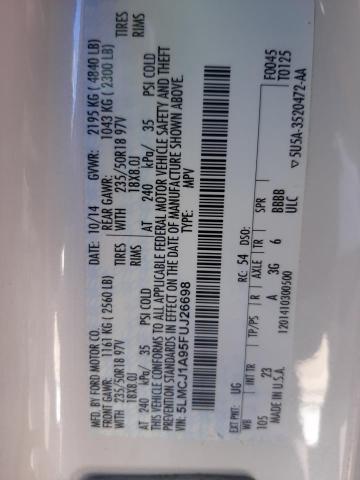 MFD. BY FORD MOTOR CO.
DATE: 10/14 GVWR: 2195 KG ( 4840 LB)
FRONT GAWR: 1161 KG ( 2560 LB) REAR GAWR: 1043 KG ( 2300 LB)
235/50R18 97V TIRES WITH 235/50R18 97V TIRES
18X8.0J RIMS 18X8.0J RIMS
AT 240 kPa/ 35 PSI COLD AT 240 kPa/ 35 PSI COLD
THIS VEHICLE CONFORMS TO ALL APPLICABLE FEDERAL MOTOR VEHICLE SAFETY AND THEFT
PREVENTION STANDARDS IN EFFECT ON THE DATE OF MANUFACTURE SHOWN ABOVE.
VIN: 5LMCJ1A95FUJ26698
TYPE: MPV
F0045
T0125
EXT PNT: UG RC: 54 DSO:
WB INT TR TP/PS R AXLE TR SPR
105 23 A 3G 6 BBBB
ULC
MADE IN U.S.A. 1201410300500
5U5A-3520472-AA